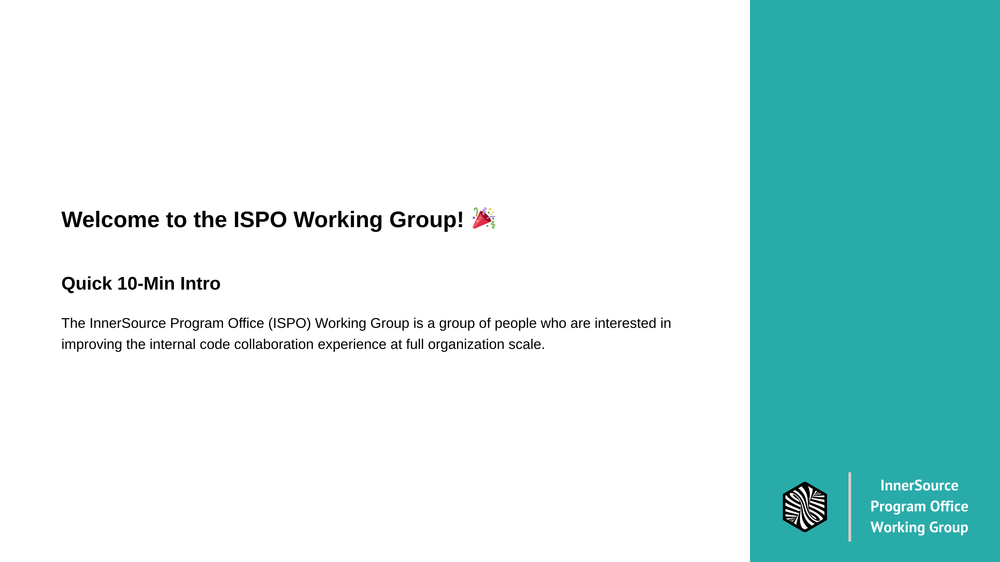 Welcome to the ISPO Working Group! 🎉
Quick 10-Min Intro
The InnerSource Program Office (ISPO) Working Group is a group of people who are interested in
improving the internal code collaboration experience at full organization scale.
InnerSource
Program Office
Working Group